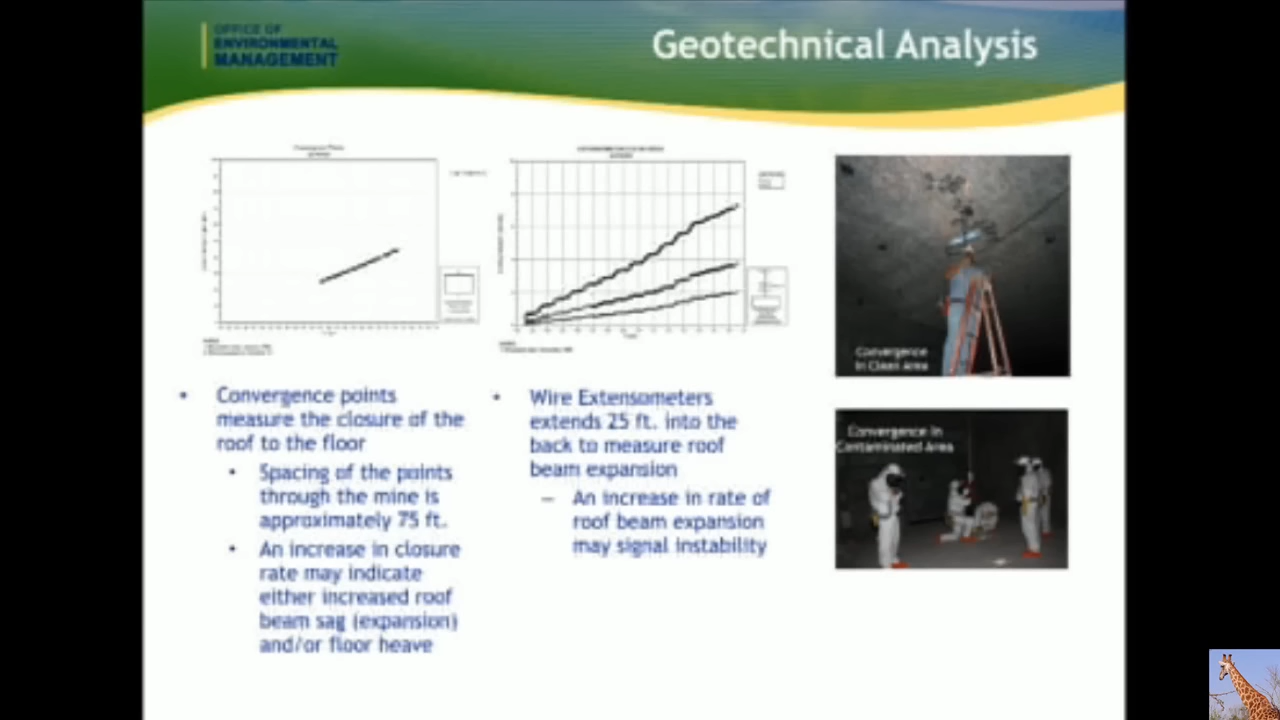 OFFICE OF
ENVIRONMENTAL
MANAGEMENT
Geotechnical Analysis
• Convergence points
measure the closure of the
roof to the floor
• Spacing of the points
through the mine is
approximately 75 ft.
• An increase in closure
rate may indicate
either increased roof
beam sag (expansion)
and/or floor heave
• Wire Extensometers
extends 25 ft. into the
back to measure roof
beam expansion
– An increase in rate of
roof beam expansion
may signal instability
Convergence
In Clean Area
Convergence In
Contaminated Area